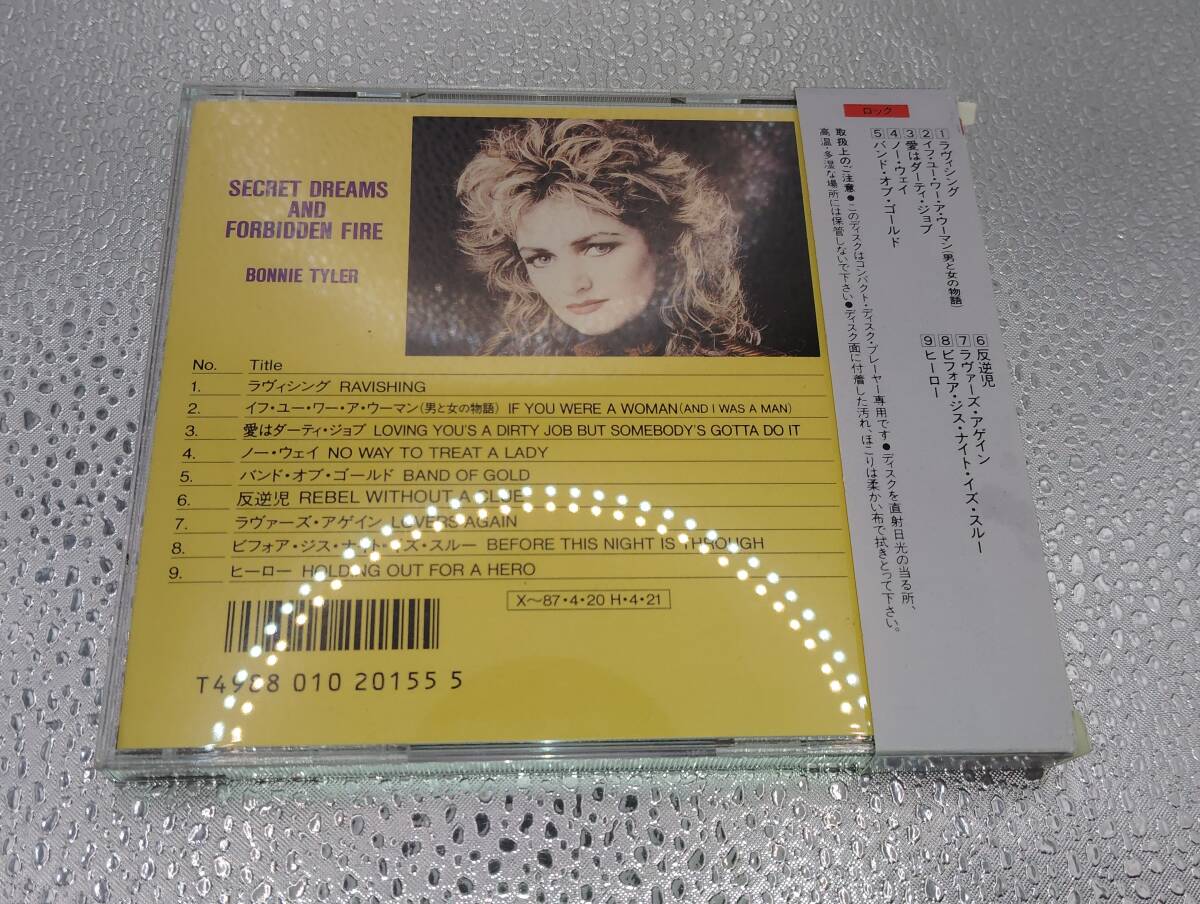 SECRET DREAMS
AND
FORBIDDEN FIRE
BONNIE TYLER
No. Title
1. ラヴィシング RAVISHING
2. イフ・ユー・ワー・ア・ウーマン(男と女の物語) IF YOU WERE A WOMAN(AND I WAS A MAN)
3. 愛はダーティ・ジョブ LOVING YOU'S A DIRTY JOB BUT SOMEBODY'S GOTTA DO IT
4. ノー・ウェイ NO WAY TO TREAT A LADY
5. バンド・オブ・ゴールド BAND OF GOLD
6. 反逆児 REBEL WITHOUT A CLUE
7. ラヴァーズ・アゲイン LOVERS AGAIN
8. ビフォア・ジス・ナイト・イズ・スルー BEFORE THIS NIGHT IS THROUGH
9. ヒーロー HOLDING OUT FOR A HERO
X〜87・4・20 H・4・21
T4988 010 20155 5
ロック
1 ラヴィシング
2 イフ・ユー・ワー・ア・ウーマン(男と女の物語)
3 愛はダーティ・ジョブ
4 ノー・ウェイ
5 バンド・オブ・ゴールド
6 反逆児
7 ラヴァーズ・アゲイン
8 ビフォア・ジス・ナイト・イズ・スルー
9 ヒーロー
取扱上のご注意●このディスクはコンパクト・ディスク・プレーヤー専用です●ディスクを直射日光の当る所、
高温・多湿な場所には保管しないで下さい●ディスク面に付着した汚れ、ほこりは柔かい布で拭きとって下さい。